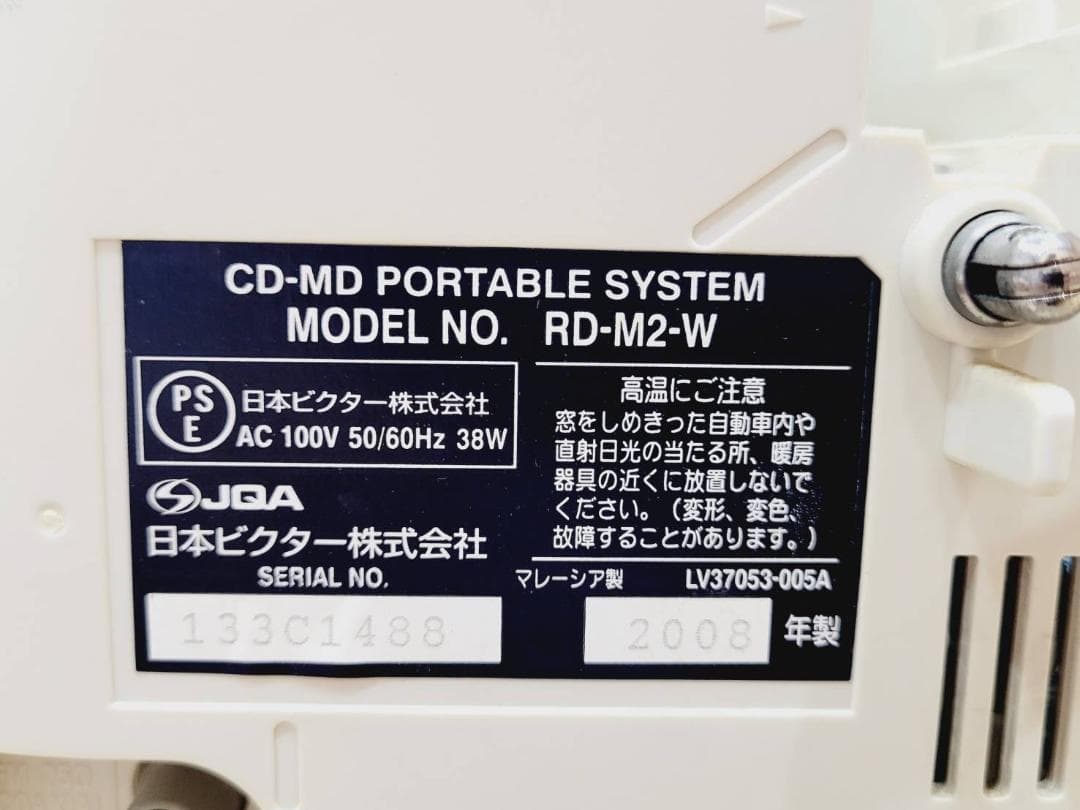 CD-MD PORTABLE SYSTEM
MODEL NO. RD-M2-W
PS
E
日本ビクター株式会社
AC 100V 50/60Hz 38W
JQA
日本ビクター株式会社
SERIAL NO.
133C1488
高温にご注意
窓をしめきった自動車内や
直射日光の当たる所、暖房
器具の近くに放置しないで
ください。（変形、変色、
故障することがあります。）
マレーシア製 LV37053-005A
2008 年製